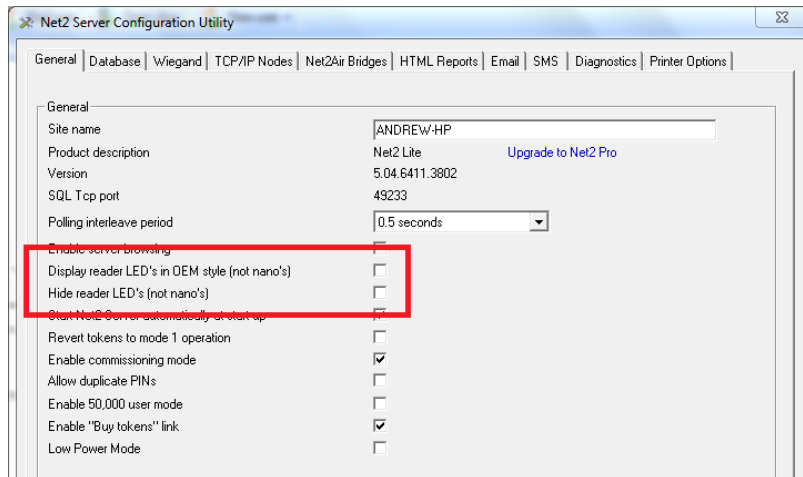 Net2 Server Configuration Utility
General Database Wiegand TCP/IP Nodes Net2Air Bridges HTML Reports Email SMS Diagnostics Printer Options
General
Site name ANDREW-HP
Product description Net2 Lite Upgrade to Net2 Pro
Version 5.04.6411.3802
SQL Tcp port 49233
Polling interleave period 0.5 seconds
Enable server browsing
Display reader LED's in OEM style (not nano's)
Hide reader LED's (not nano's)
Start Net2 Server automatically at start up
Revert tokens to mode 1 operation
Enable commissioning mode
Allow duplicate PINs
Enable 50,000 user mode
Enable "Buy tokens" link
Low Power Mode